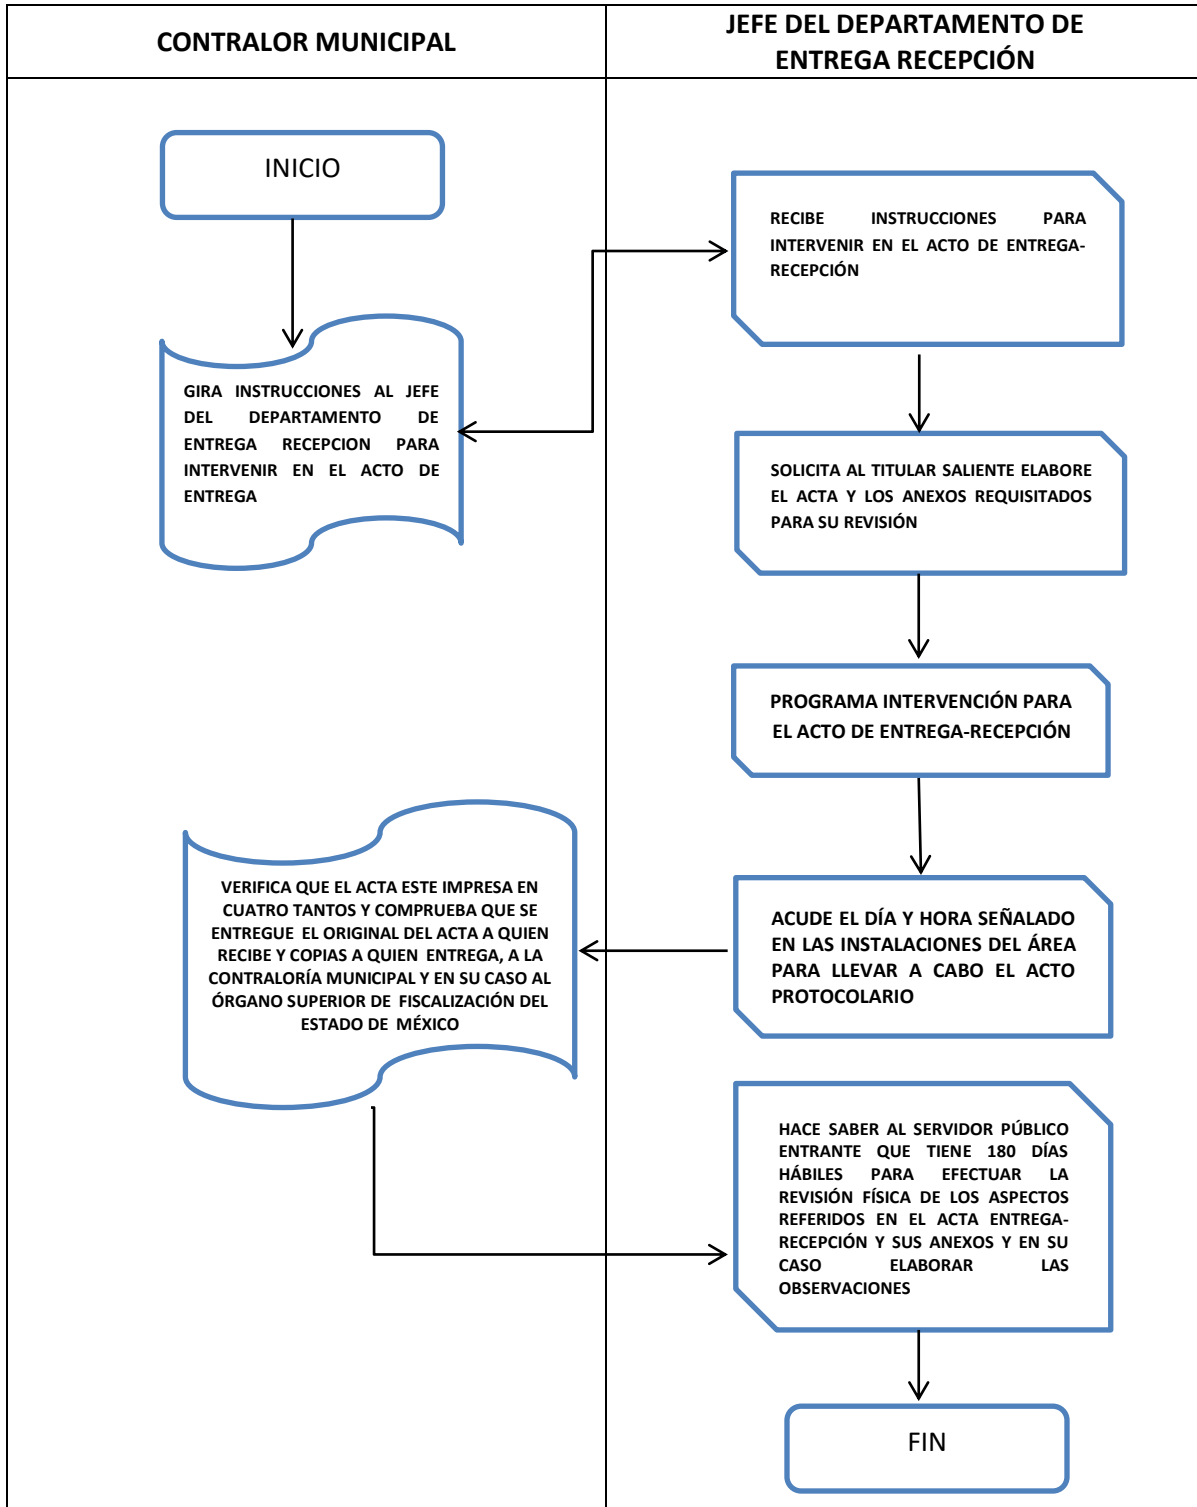 CONTRALOR MUNICIPAL
JEFE DEL DEPARTAMENTO DE
ENTREGA RECEPCIÓN
INICIO
GIRA INSTRUCCIONES AL JEFE
DEL DEPARTAMENTO DE
ENTREGA RECEPCION PARA
INTERVENIR EN EL ACTO DE
ENTREGA
RECIBE INSTRUCCIONES PARA
INTERVENIR EN EL ACTO DE ENTREGA-
RECEPCIÓN
SOLICITA AL TITULAR SALIENTE ELABORE
EL ACTA Y LOS ANEXOS REQUISITADOS
PARA SU REVISIÓN
PROGRAMA INTERVENCIÓN PARA
EL ACTO DE ENTREGA-RECEPCIÓN
ACUDE EL DÍA Y HORA SEÑALADO
EN LAS INSTALACIONES DEL ÁREA
PARA LLEVAR A CABO EL ACTO
PROTOCOLARIO
VERIFICA QUE EL ACTA ESTE IMPRESA EN
CUATRO TANTOS Y COMPRUEBA QUE SE
ENTREGUE EL ORIGINAL DEL ACTA A QUIEN
RECIBE Y COPIAS A QUIEN ENTREGA, A LA
CONTRALORÍA MUNICIPAL Y EN SU CASO AL
ÓRGANO SUPERIOR DE FISCALIZACIÓN DEL
ESTADO DE MÉXICO
HACE SABER AL SERVIDOR PÚBLICO
ENTRANTE QUE TIENE 180 DÍAS
HÁBILES PARA EFECTUAR LA
REVISIÓN FÍSICA DE LOS ASPECTOS
REFERIDOS EN EL ACTA ENTREGA-
RECEPCIÓN Y SUS ANEXOS Y EN SU
CASO ELABORAR LAS
OBSERVACIONES
FIN